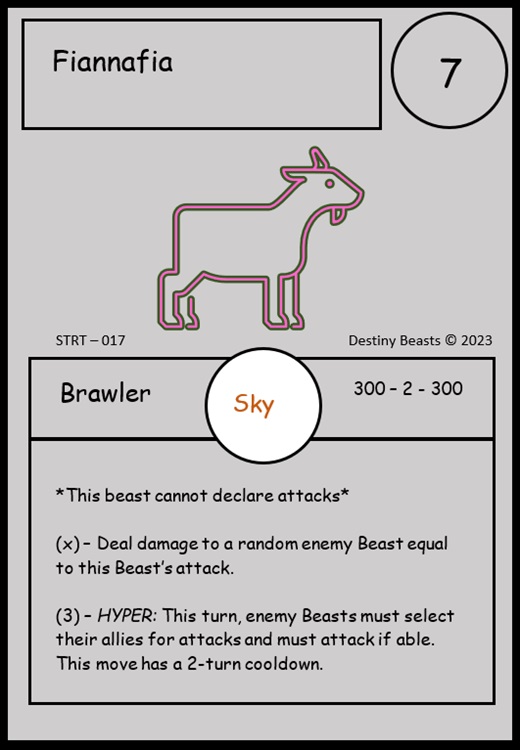 Fiannafia
7
STRT – 017
Destiny Beasts © 2023
Brawler
Sky
300 – 2 - 300
*This beast cannot declare attacks*
(x) – Deal damage to a random enemy Beast equal
to this Beast's attack.
(3) – HYPER: This turn, enemy Beasts must select
their allies for attacks and must attack if able.
This move has a 2-turn cooldown.